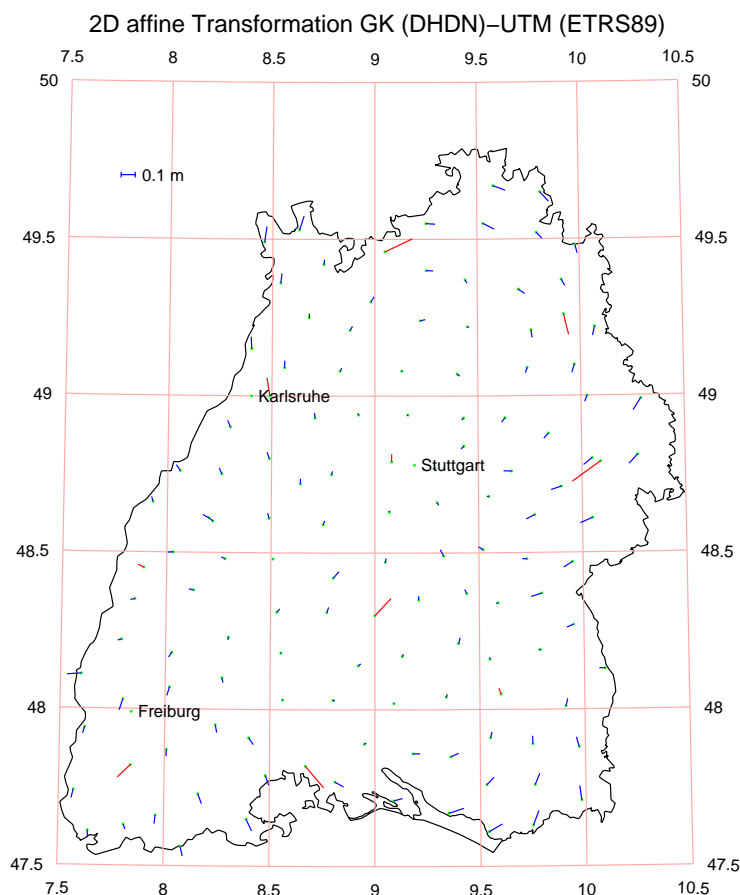 2D affine Transformation GK (DHDN)−UTM (ETRS89)
7.5 8 8.5 9 9.5 10 10.5
50 50
0.1 m
49.5 49.5
49 49
Karlsruhe
Stuttgart
48.5 48.5
48 48
Freiburg
47.5 47.5
7.5 8 8.5 9 9.5 10 10.5